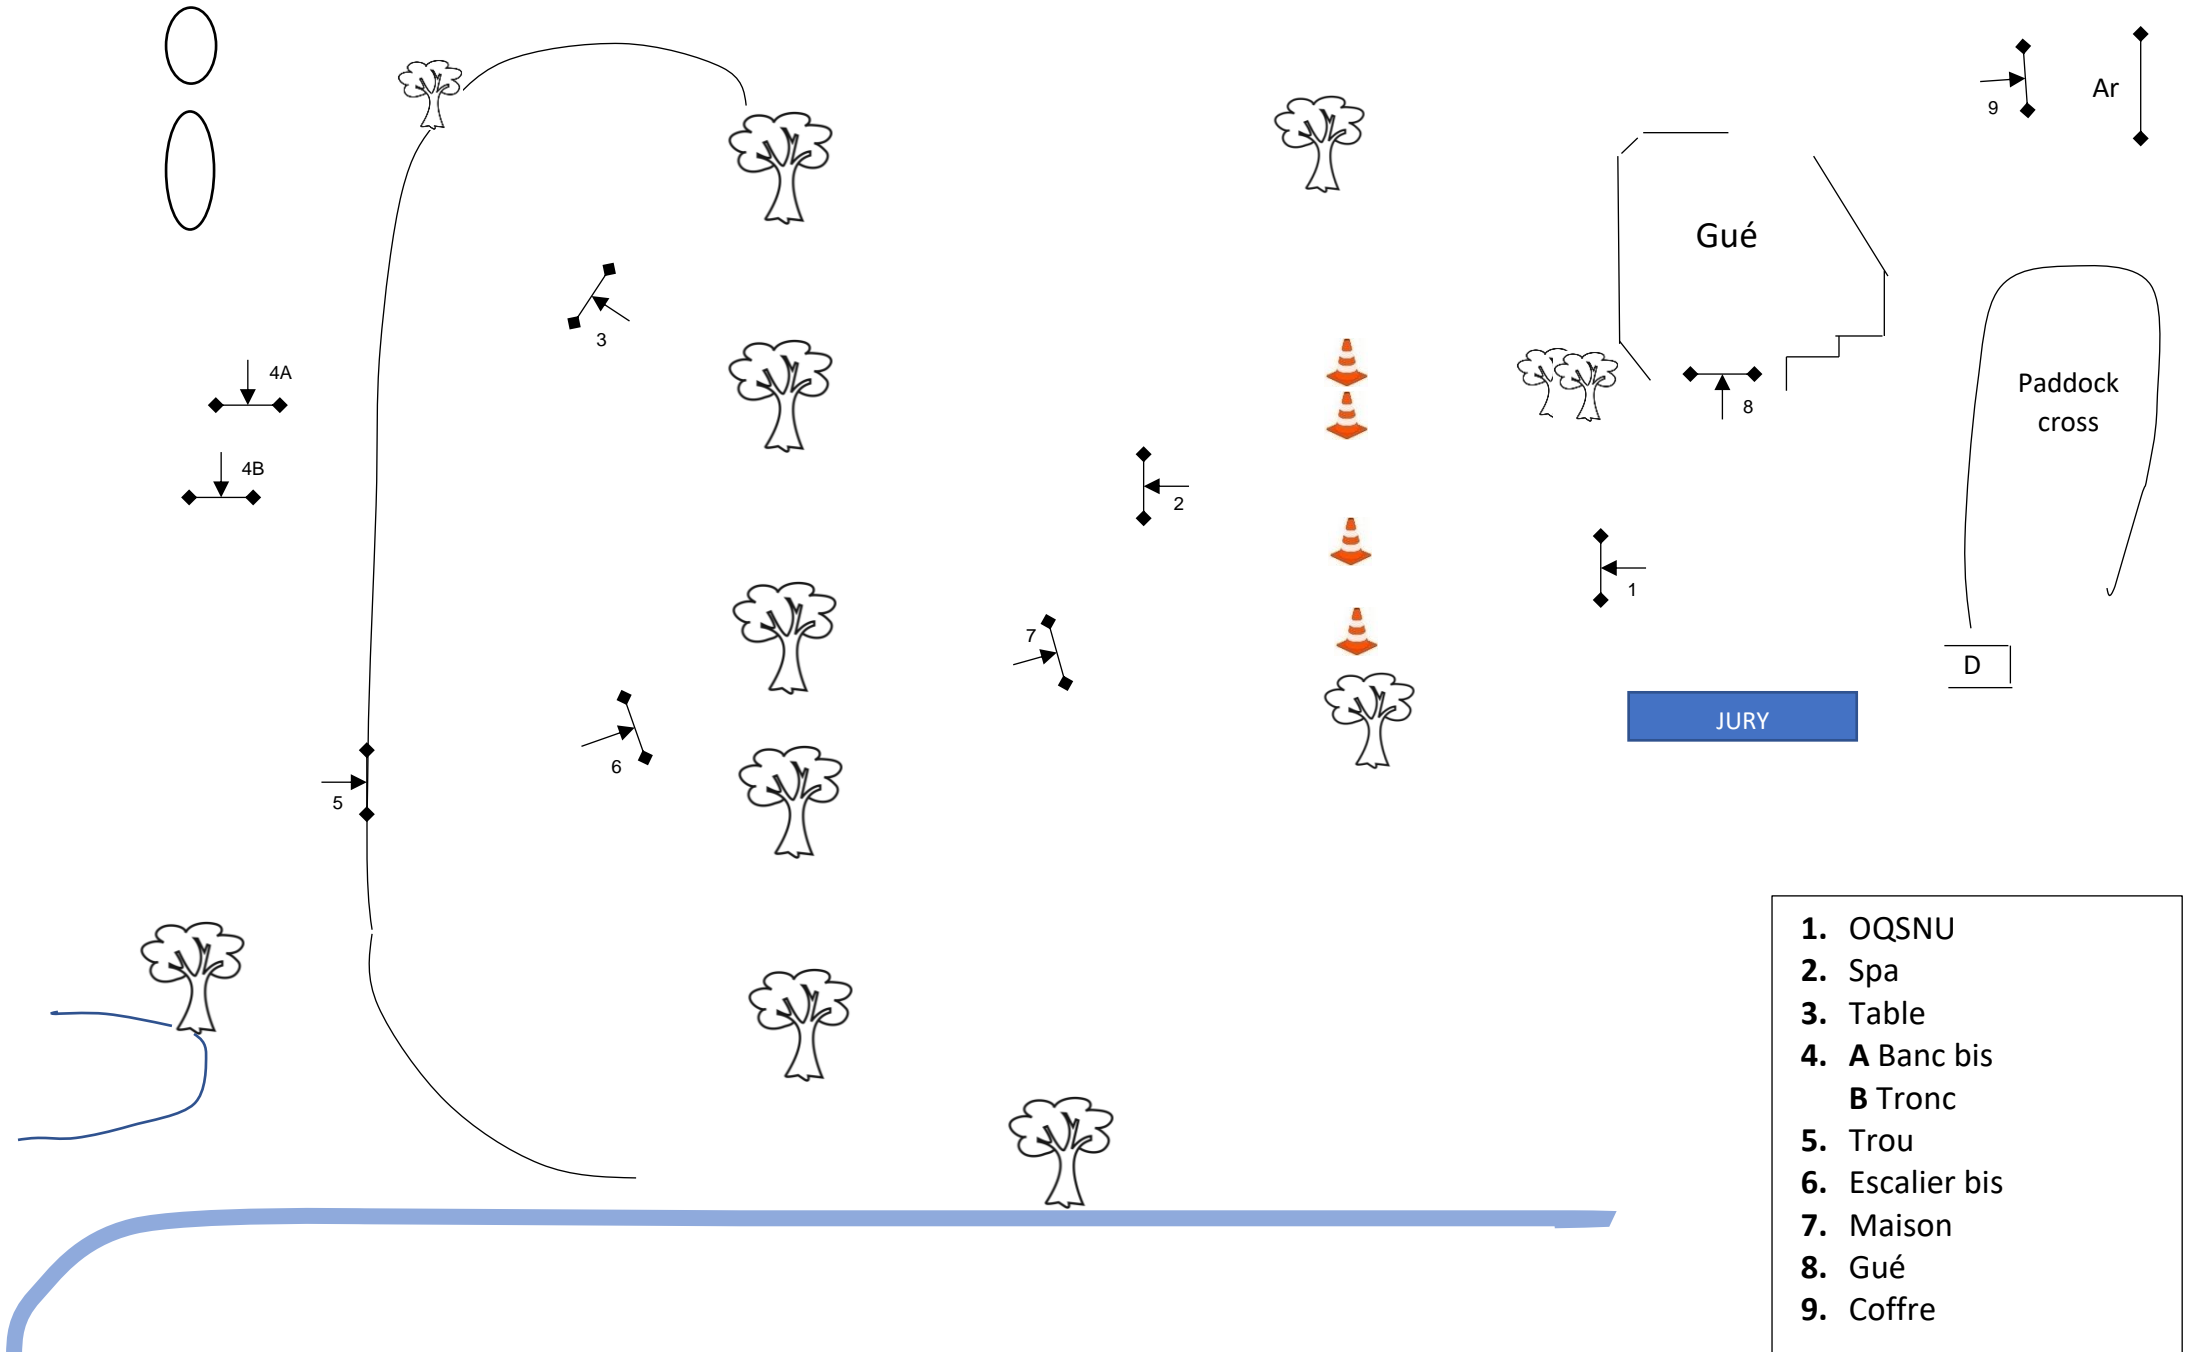 9
Ar
Gué
3
4A
4B
8
Paddock
cross
2
1
7
D
JURY
6
5
1. OQSNU
2. Spa
3. Table
4. A Banc bis
B Tronc
5. Trou
6. Escalier bis
7. Maison
8. Gué
9. Coffre